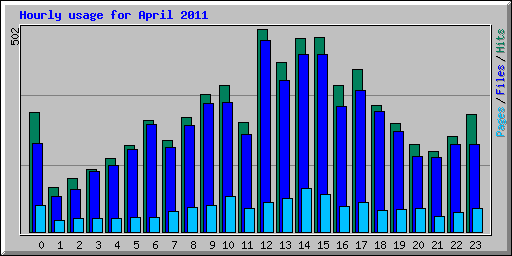 Hourly usage for April 2011
502
Pages/Files/Hits
0 1 2 3 4 5 6 7 8 9 10 11 12 13 14 15 16 17 18 19 20 21 22 23